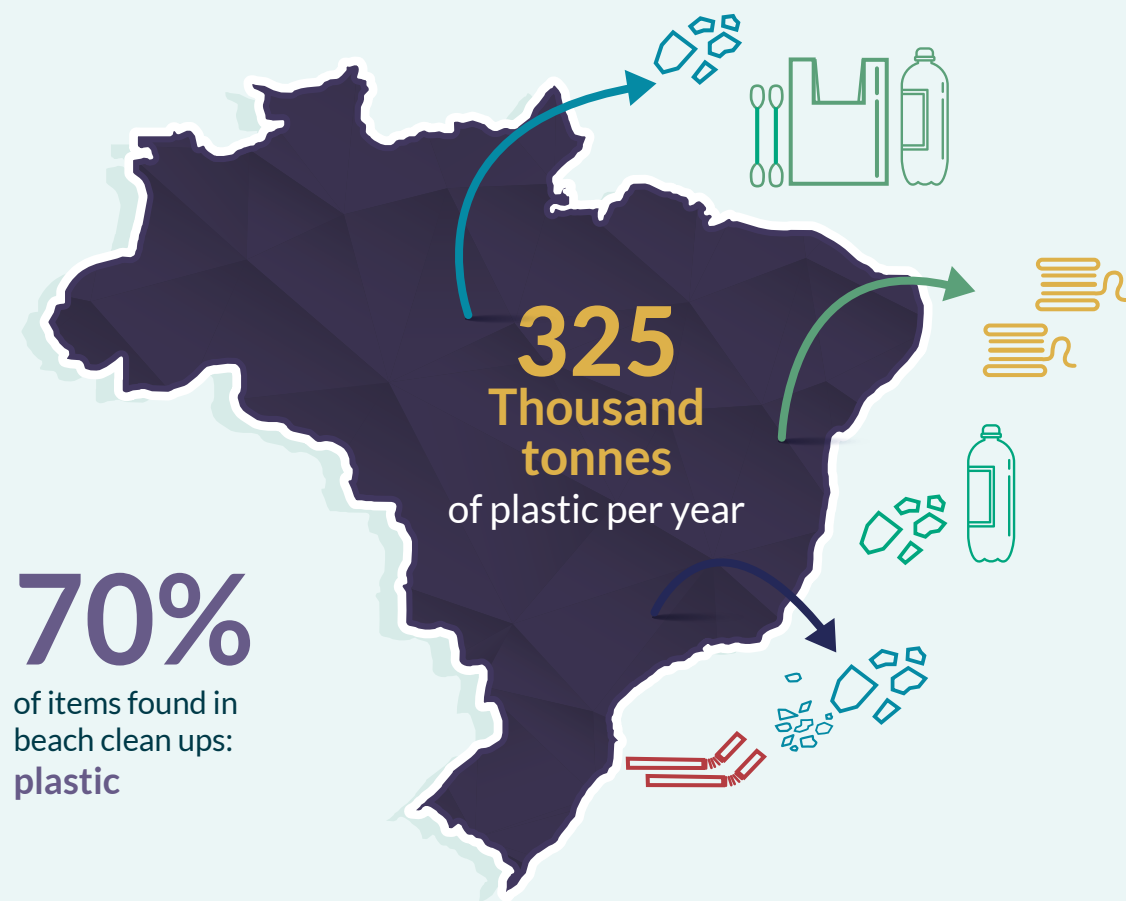 325
Thousand
tonnes
of plastic per year
70%
of items found in
beach clean ups:
plastic